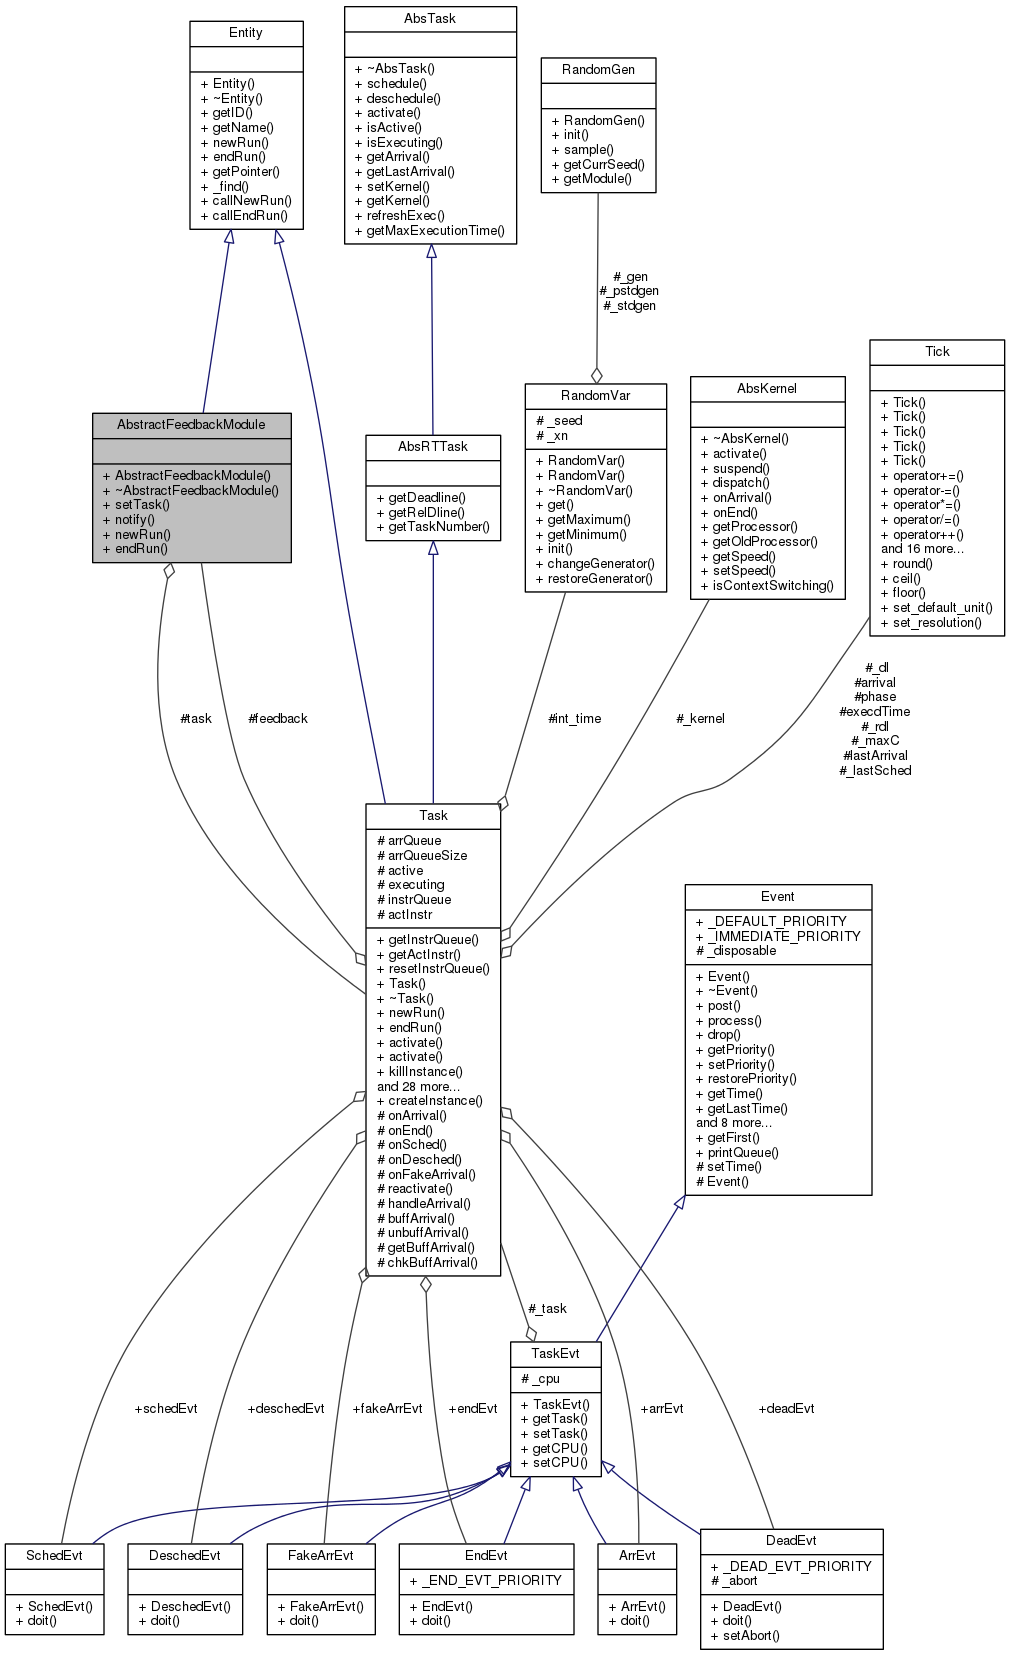 Entity
+ Entity()
+ ~Entity()
+ getID()
+ getName()
+ newRun()
+ endRun()
+ getPointer()
+ _find()
+ callNewRun()
+ callEndRun()
AbsTask
+ ~AbsTask()
+ schedule()
+ deschedule()
+ activate()
+ isActive()
+ isExecuting()
+ getArrival()
+ getLastArrival()
+ setKernel()
+ getKernel()
+ refreshExec()
+ getMaxExecutionTime()
RandomGen
+ RandomGen()
+ init()
+ sample()
+ getCurrSeed()
+ getModule()
#_gen
#_pstdgen
#_stdgen
AbstractFeedbackModule
+ AbstractFeedbackModule()
+ ~AbstractFeedbackModule()
+ setTask()
+ notify()
+ newRun()
+ endRun()
AbsRTTask
+ getDeadline()
+ getRelDline()
+ getTaskNumber()
RandomVar
# _seed
# _xn
+ RandomVar()
+ RandomVar()
+ ~RandomVar()
+ get()
+ getMaximum()
+ getMinimum()
+ init()
+ changeGenerator()
+ restoreGenerator()
AbsKernel
+ ~AbsKernel()
+ activate()
+ suspend()
+ dispatch()
+ onArrival()
+ onEnd()
+ getProcessor()
+ getOldProcessor()
+ getSpeed()
+ setSpeed()
+ isContextSwitching()
Tick
+ Tick()
+ Tick()
+ Tick()
+ Tick()
+ Tick()
+ operator+=()
+ operator-=()
+ operator*=()
+ operator/=()
+ operator++()
and 16 more...
+ round()
+ ceil()
+ floor()
+ set_default_unit()
+ set_resolution()
#task
#feedback
#int_time
#_kernel
#_dl
#arrival
#phase
#execdTime
#_rdl
#_maxC
#lastArrival
#_lastSched
Task
# arrQueue
# arrQueueSize
# active
# executing
# instrQueue
# actInstr
+ getInstrQueue()
+ getActInstr()
+ resetInstrQueue()
+ Task()
+ ~Task()
+ newRun()
+ endRun()
+ activate()
+ activate()
+ killInstance()
and 28 more...
+ createInstance()
# onArrival()
# onEnd()
# onSched()
# onDesched()
# onFakeArrival()
# reactivate()
# handleArrival()
# buffArrival()
# unbuffArrival()
# getBuffArrival()
# chkBuffArrival()
Event
+ _DEFAULT_PRIORITY
+ _IMMEDIATE_PRIORITY
# _disposable
+ Event()
+ ~Event()
+ post()
+ process()
+ drop()
+ getPriority()
+ setPriority()
+ restorePriority()
+ getTime()
+ getLastTime()
and 8 more...
+ getFirst()
+ printQueue()
# setTime()
# Event()
#_task
TaskEvt
# _cpu
+ TaskEvt()
+ getTask()
+ setTask()
+ getCPU()
+ setCPU()
+schedEvt
+deschedEvt
+fakeArrEvt
+endEvt
+arrEvt
+deadEvt
SchedEvt
+ SchedEvt()
+ doit()
DeschedEvt
+ DeschedEvt()
+ doit()
FakeArrEvt
+ FakeArrEvt()
+ doit()
EndEvt
+ _END_EVT_PRIORITY
+ EndEvt()
+ doit()
ArrEvt
+ ArrEvt()
+ doit()
DeadEvt
+ _DEAD_EVT_PRIORITY
# _abort
+ DeadEvt()
+ doit()
+ setAbort()